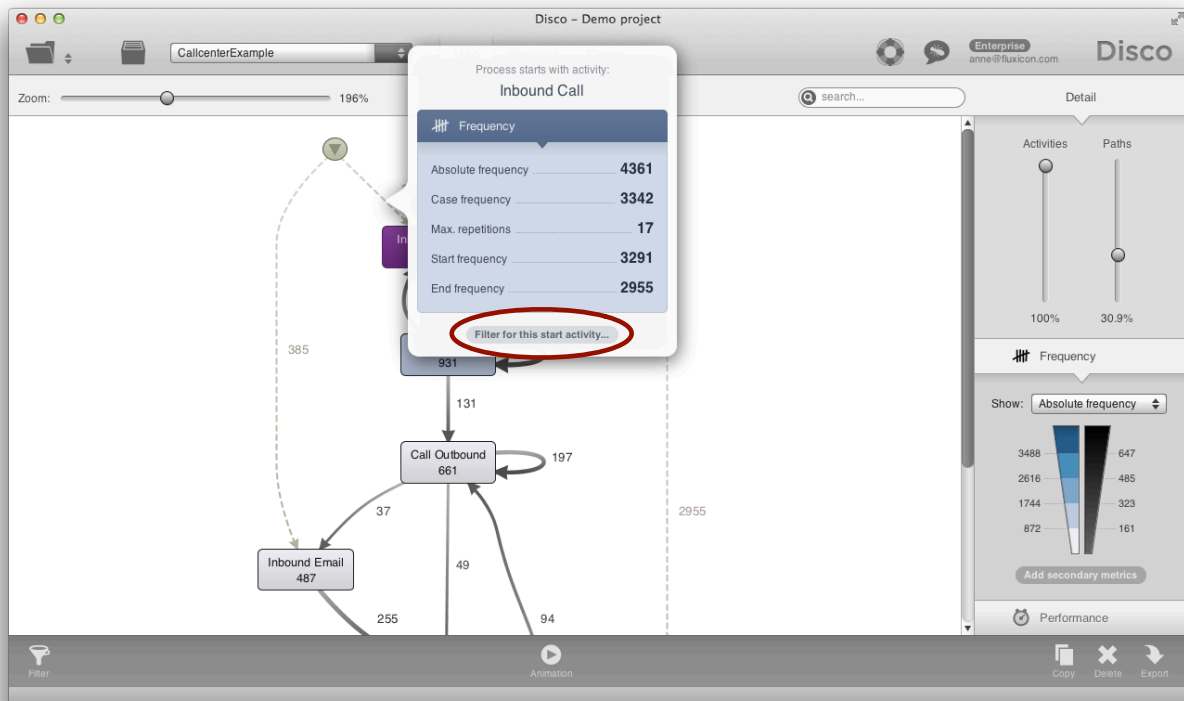 Disco – Demo project
CallcenterExample
Enterprise
anne@fluxicon.com
Disco
Zoom:
196%
search...
Detail
Process starts with activity:
Inbound Call
Frequency
Absolute frequency 4361
Case frequency 3342
Max. repetitions 17
Start frequency 3291
End frequency 2955
Filter for this start activity...
In
385
931
131
Call Outbound
661
197
37
2955
Inbound Email
487
49
255
94
Activities
Paths
100%
30.9%
Frequency
Show: Absolute frequency
3488 647
2616 485
1744 323
872 161
Add secondary metrics
Performance
Filter
Animation
Copy
Delete
Export